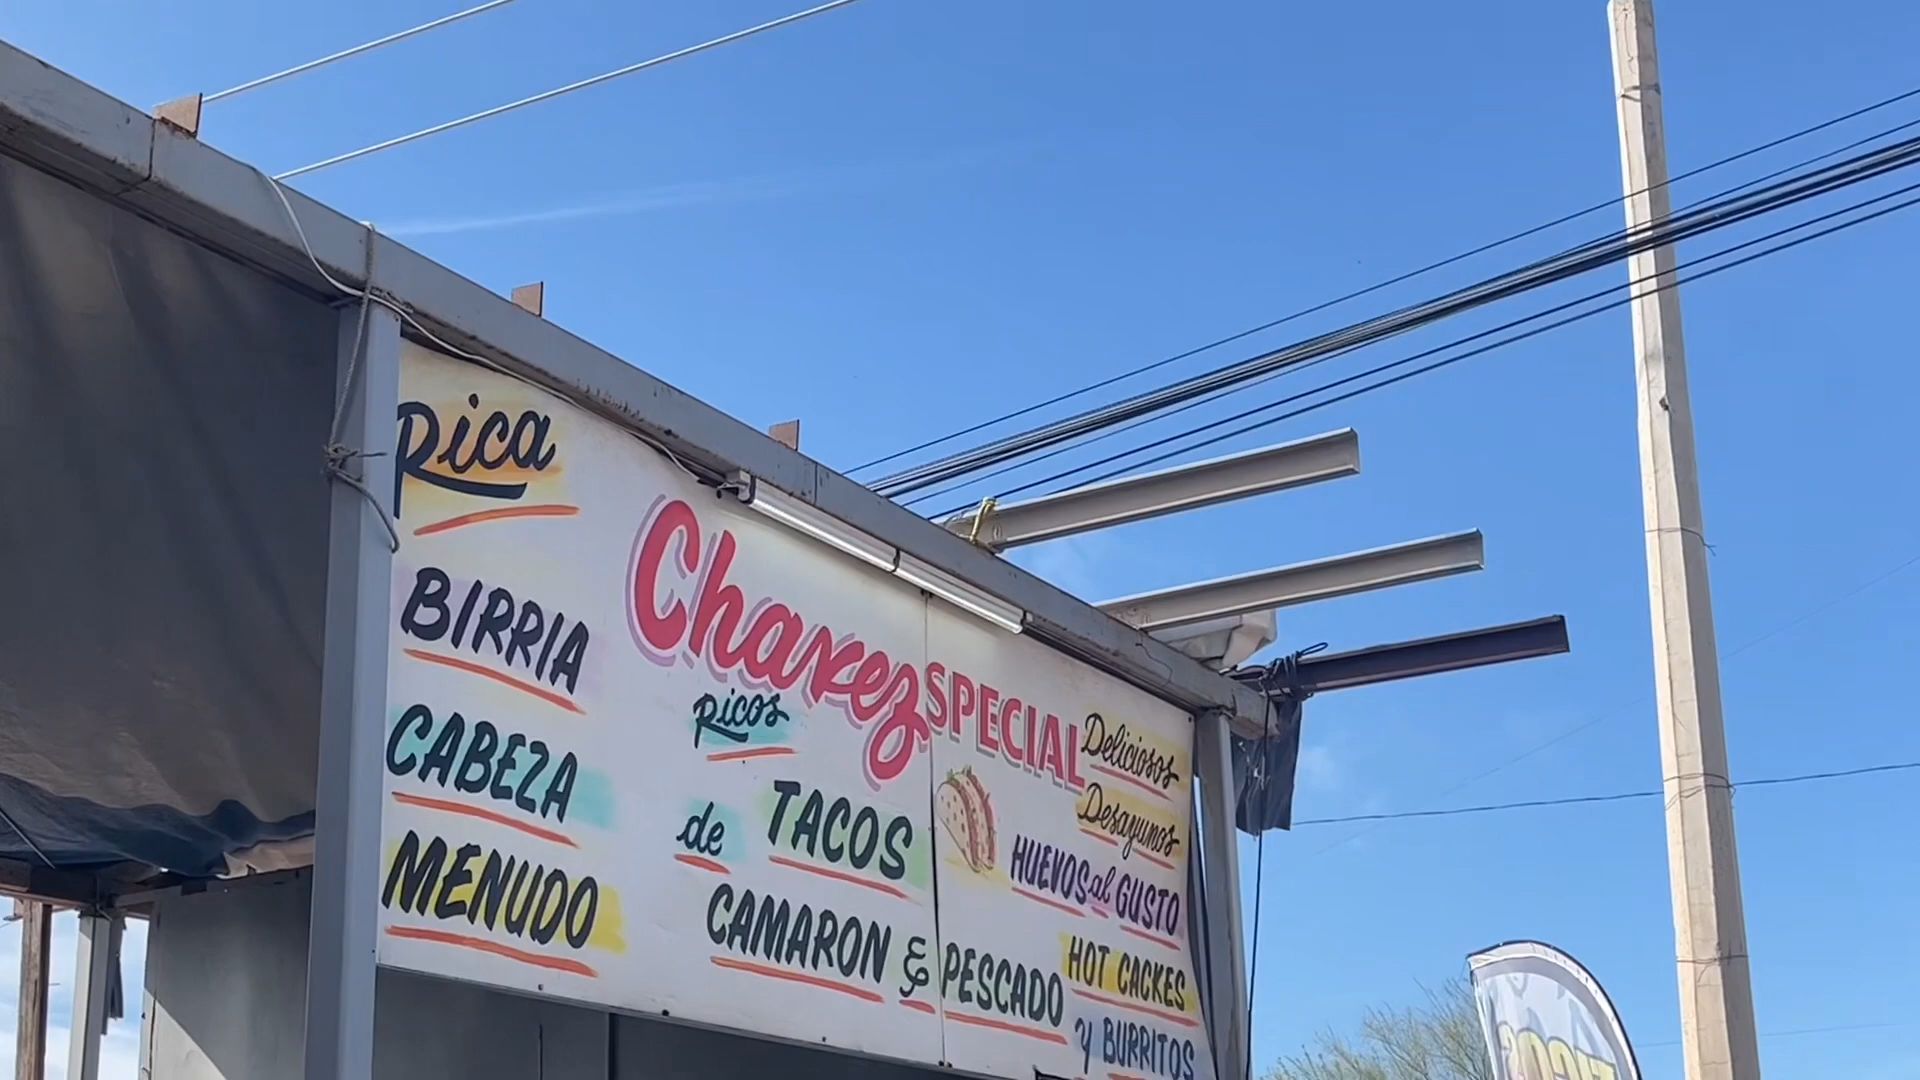 Rica
BIRRIA
CABEZA
MENUDO
Chavez SPECIAL
Ricos
de TACOS
CAMARON & PESCADO
Deliciosos
Desayunos
HUEVOS al GUSTO
HOT CACKES
y BURRITOS